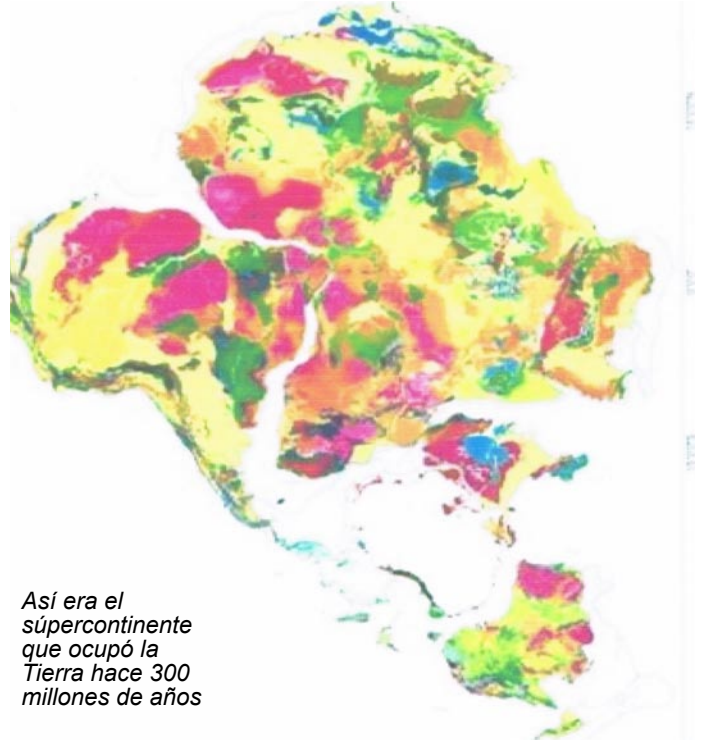 Así era el
súpercontinente
que ocupó la
Tierra hace 300
millones de años